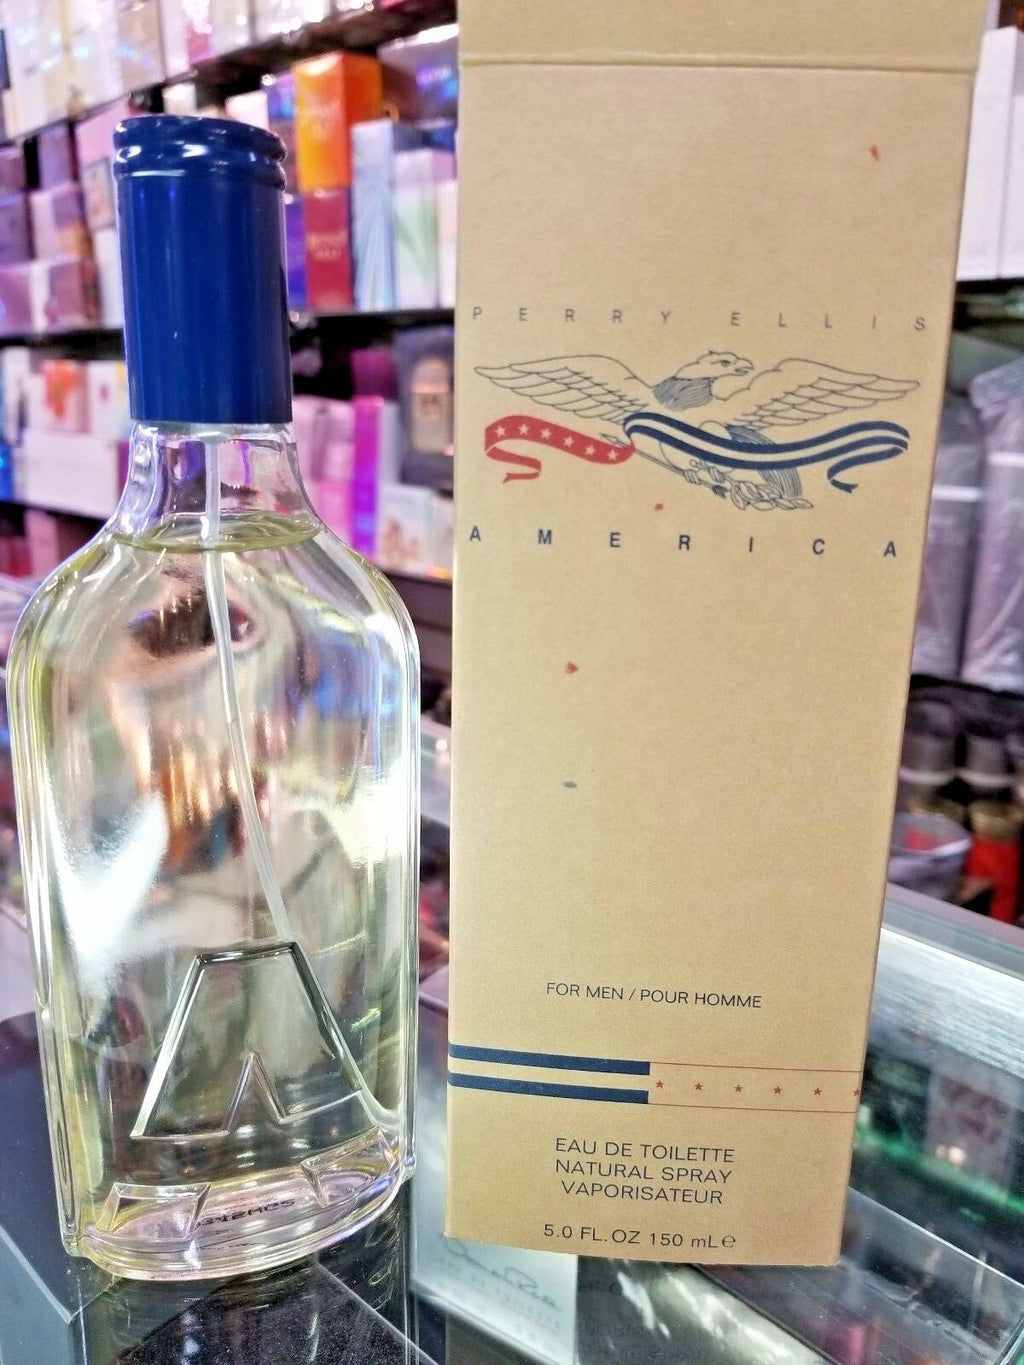 PERRY ELLIS
AMERICA
FOR MEN / POUR HOMME
EAU DE TOILETTE
NATURAL SPRAY
VAPORISATEUR
5.0 FL.OZ 150 mL℮
A